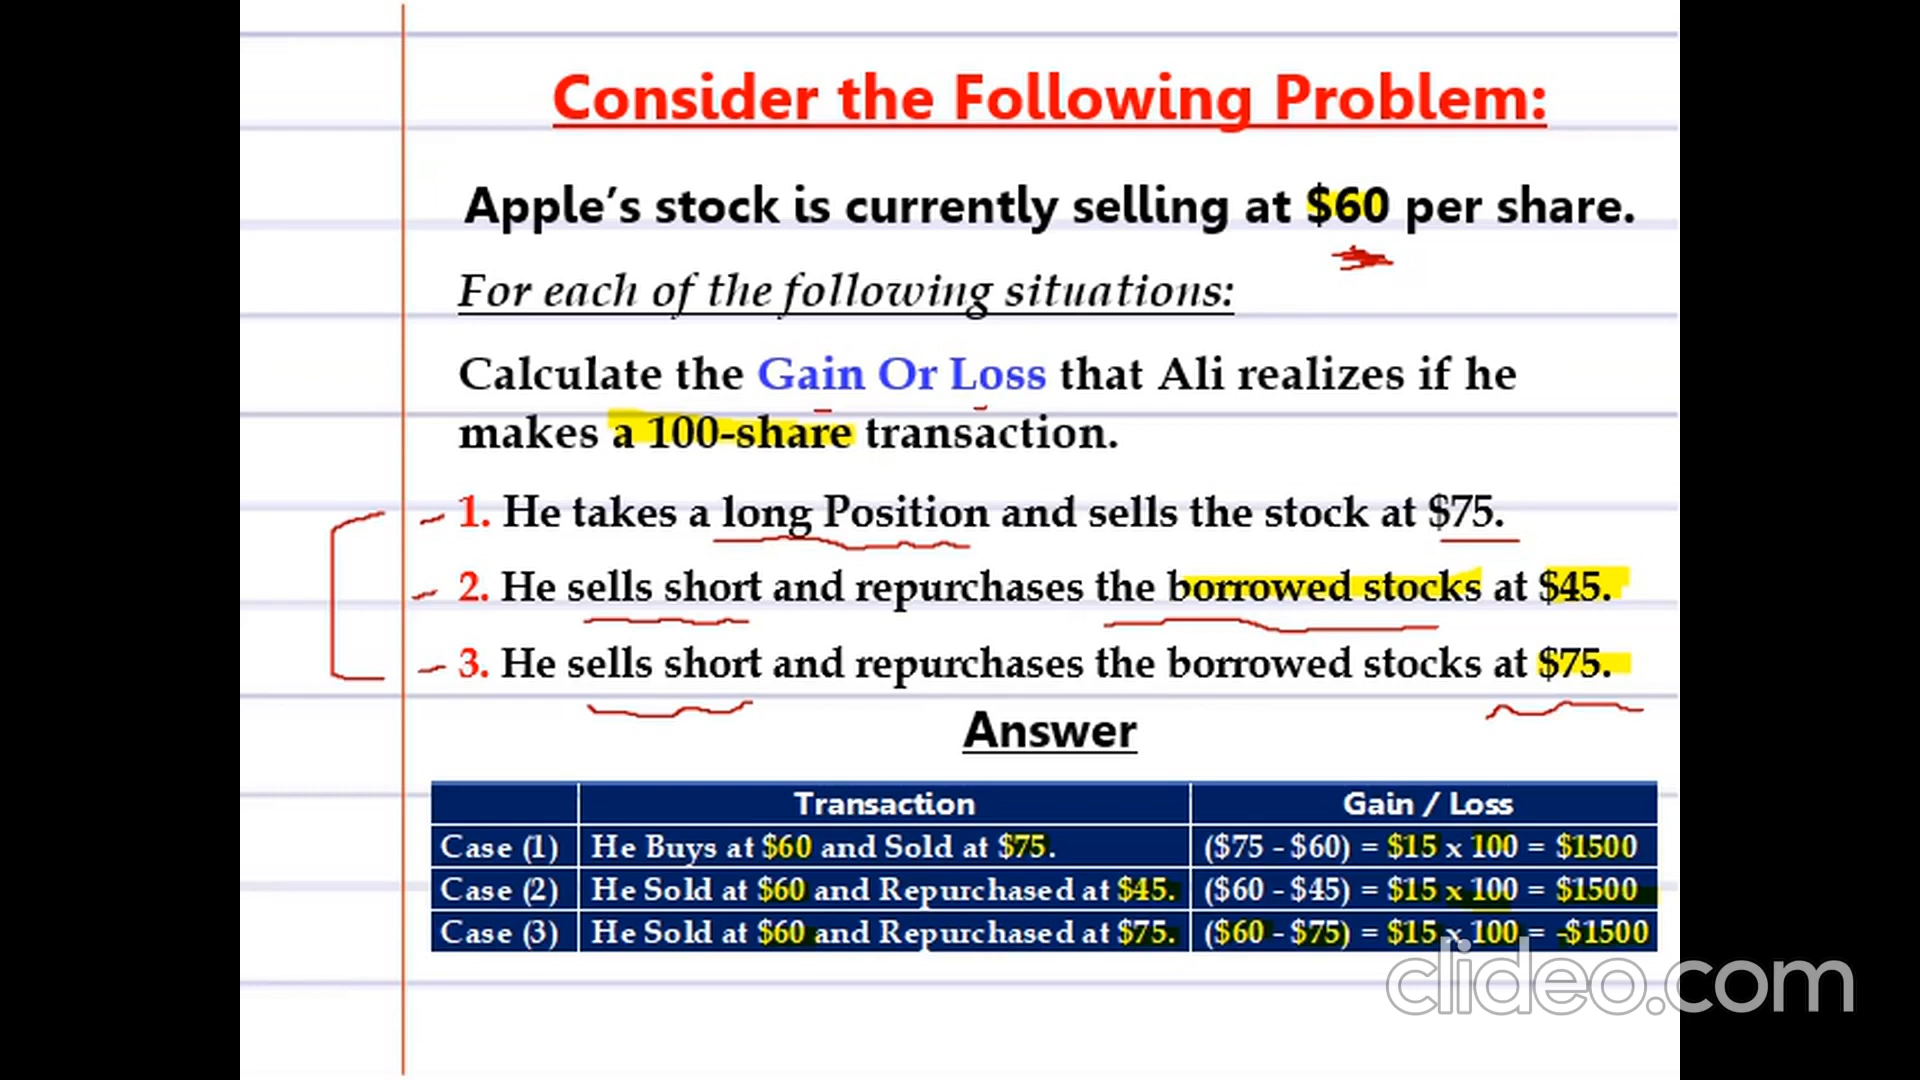 Consider the Following Problem:
Apple’s stock is currently selling at $60 per share.
For each of the following situations:
Calculate the Gain Or Loss that Ali realizes if he
makes a 100-share transaction.
1. He takes a long Position and sells the stock at $75.
2. He sells short and repurchases the borrowed stocks at $45.
3. He sells short and repurchases the borrowed stocks at $75.
Answer
Transaction Gain / Loss
Case (1) He Buys at $60 and Sold at $75. ($75 - $60) = $15 x 100 = $1500
Case (2) He Sold at $60 and Repurchased at $45. ($60 - $45) = $15 x 100 = $1500
Case (3) He Sold at $60 and Repurchased at $75. ($60 - $75) = $15 x 100 = -$1500
clideo.com